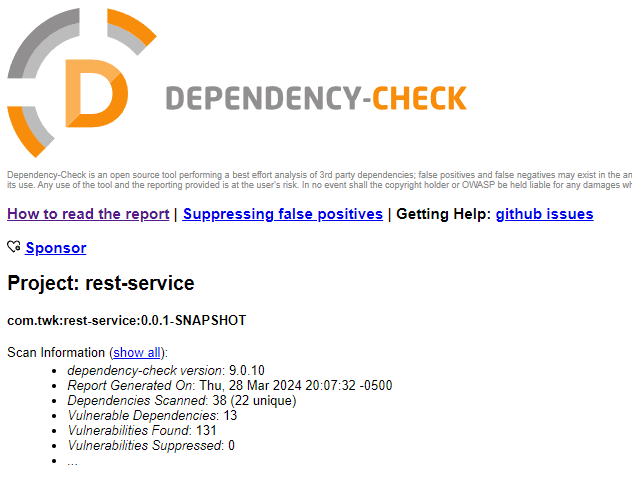 D
DEPENDENCY-CHECK
Dependency-Check is an open source tool performing a best effort analysis of 3rd party dependencies; false positives and false negatives may exist in the
its use. Any use of the tool and the reporting provided is at the user's risk. In no event shall the copyright holder or OWASP be held liable for any damages
How to read the report | Suppressing false positives | Getting Help: github issues
Sponsor
Project: rest-service
com.twk:rest-service:0.0.1-SNAPSHOT
Scan Information (show all):
• dependency-check version: 9.0.10
• Report Generated On: Thu, 28 Mar 2024 20:07:32 -0500
• Dependencies Scanned: 38 (22 unique)
• Vulnerable Dependencies: 13
• Vulnerabilities Found: 131
• Vulnerabilities Suppressed: 0
• ...